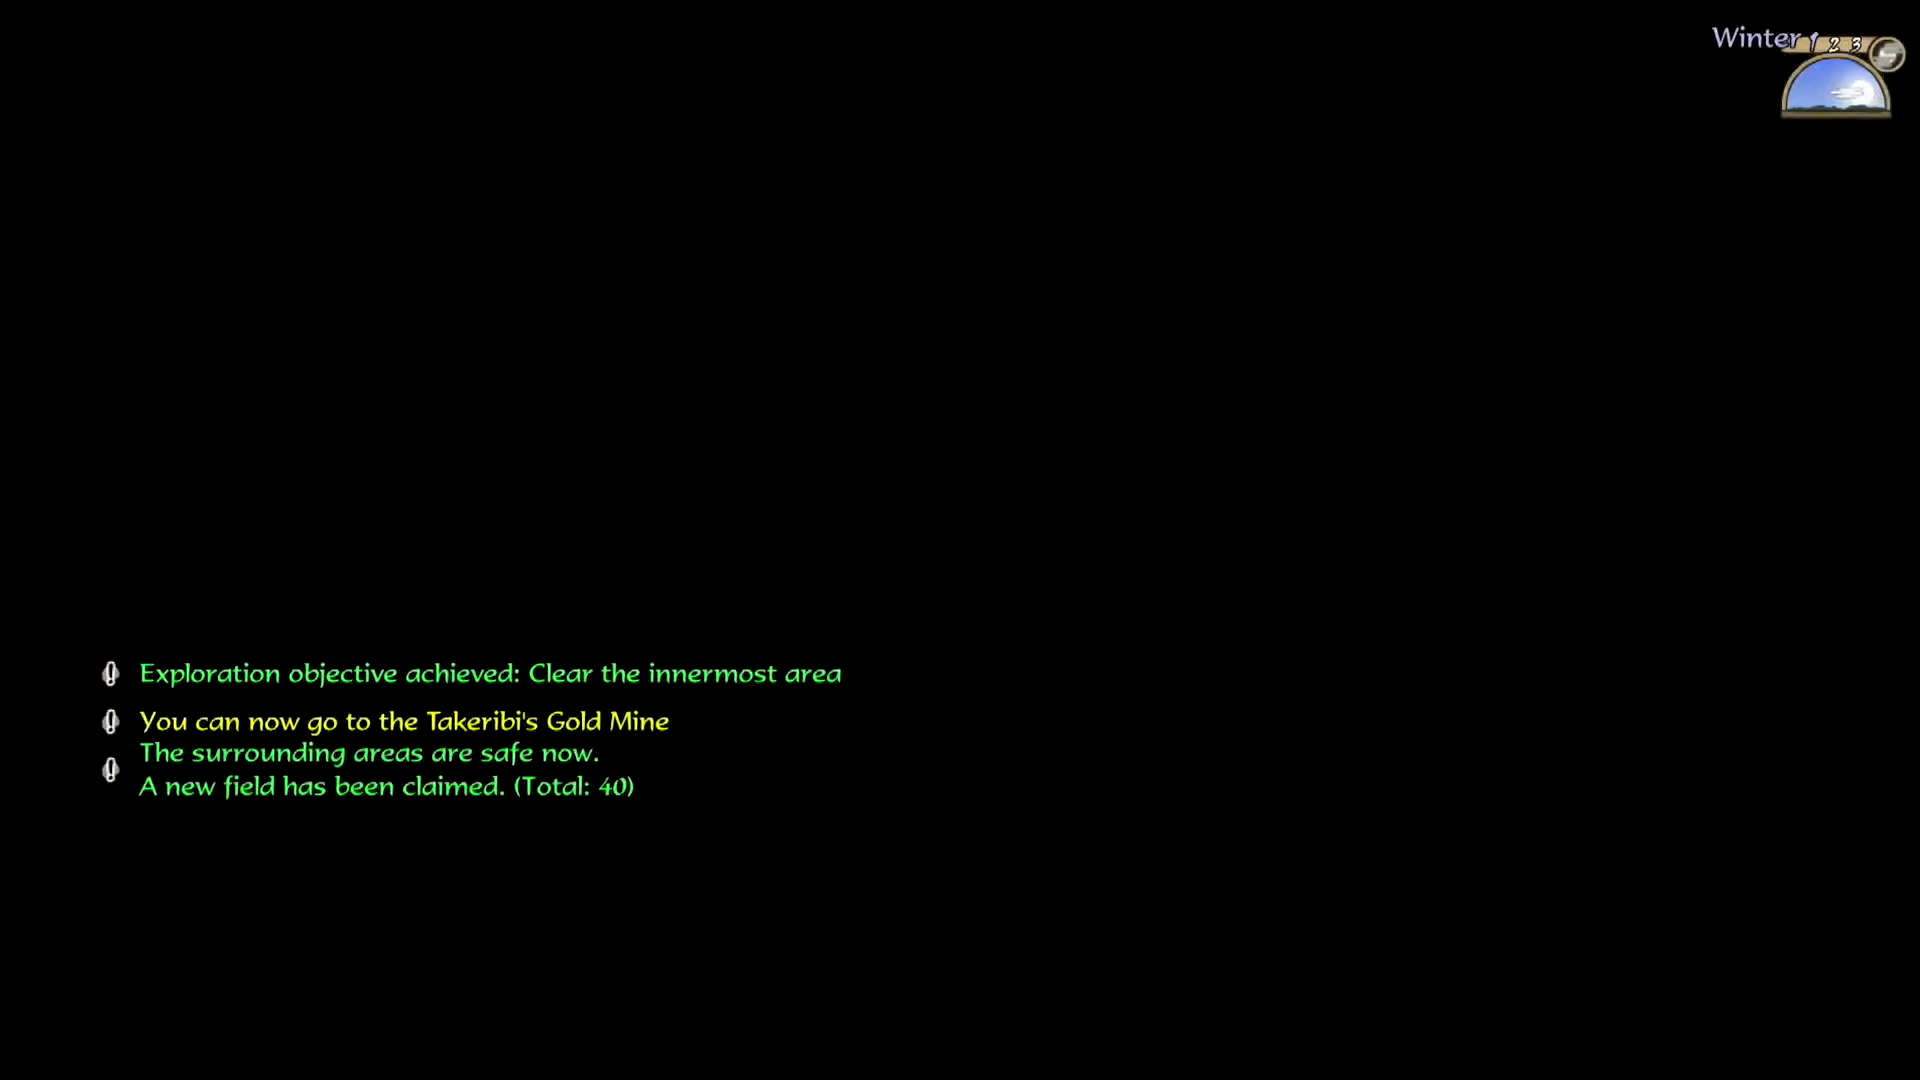 Winter 1 2 3
Exploration objective achieved: Clear the innermost area
You can now go to the Takeribi's Gold Mine
The surrounding areas are safe now.
A new field has been claimed. (Total: 40)